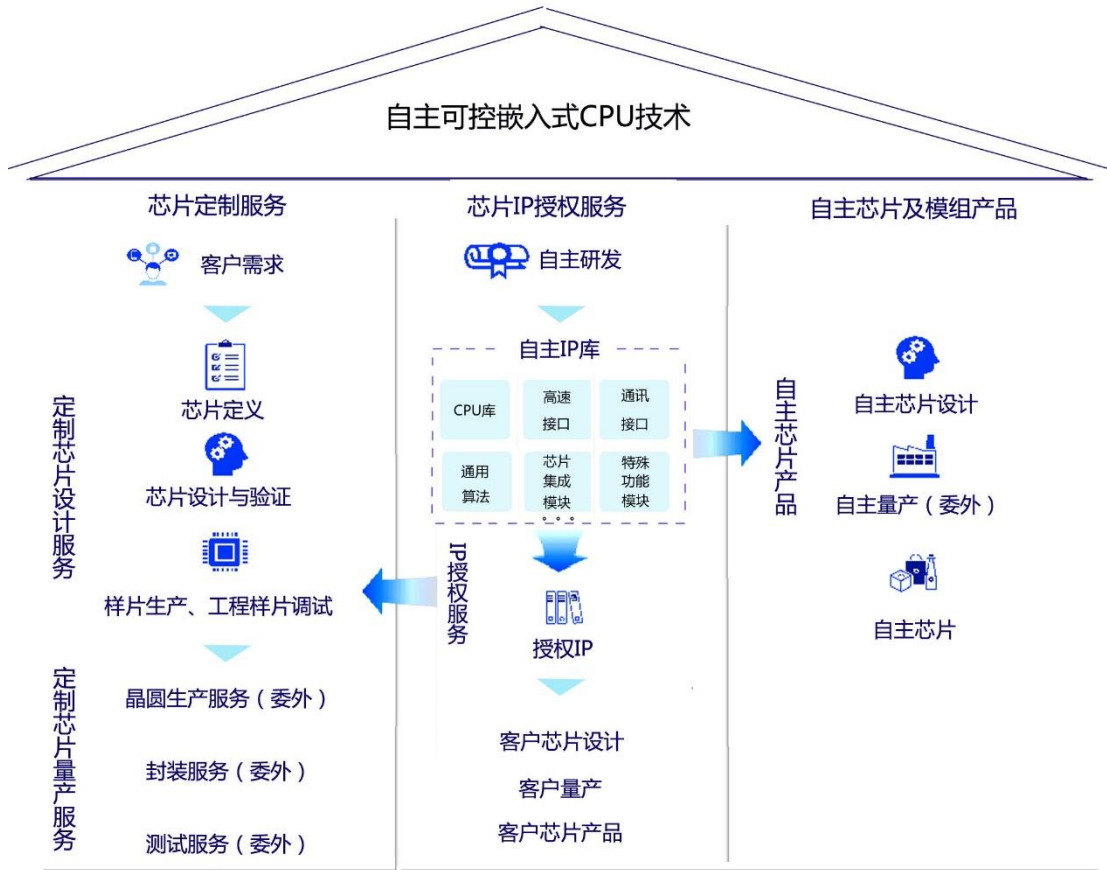 自主可控嵌入式CPU技术
芯片定制服务
客户需求
定制芯片设计服务
芯片定义
芯片设计与验证
样片生产、工程样片调试
定制芯片量产服务
晶圆生产服务（委外）
封装服务（委外）
测试服务（委外）
芯片IP授权服务
自主研发
自主IP库
CPU库
高速
接口
通讯
接口
通用
算法
芯片
集成
模块
特殊
功能
模块
IP授权服务
授权IP
客户芯片设计
客户量产
客户芯片产品
自主芯片及模组产品
自主芯片产品
自主芯片设计
自主量产（委外）
自主芯片